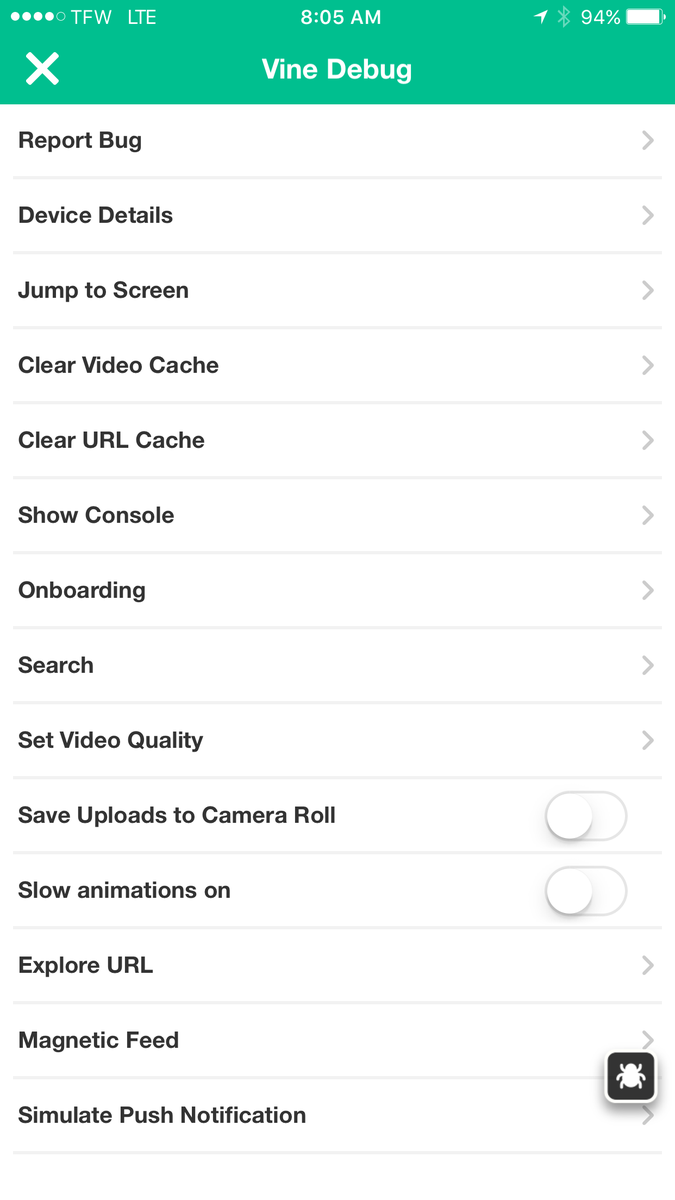 TFW LTE 8:05 AM 94%
Vine Debug
Report Bug
Device Details
Jump to Screen
Clear Video Cache
Clear URL Cache
Show Console
Onboarding
Search
Set Video Quality
Save Uploads to Camera Roll
Slow animations on
Explore URL
Magnetic Feed
Simulate Push Notification